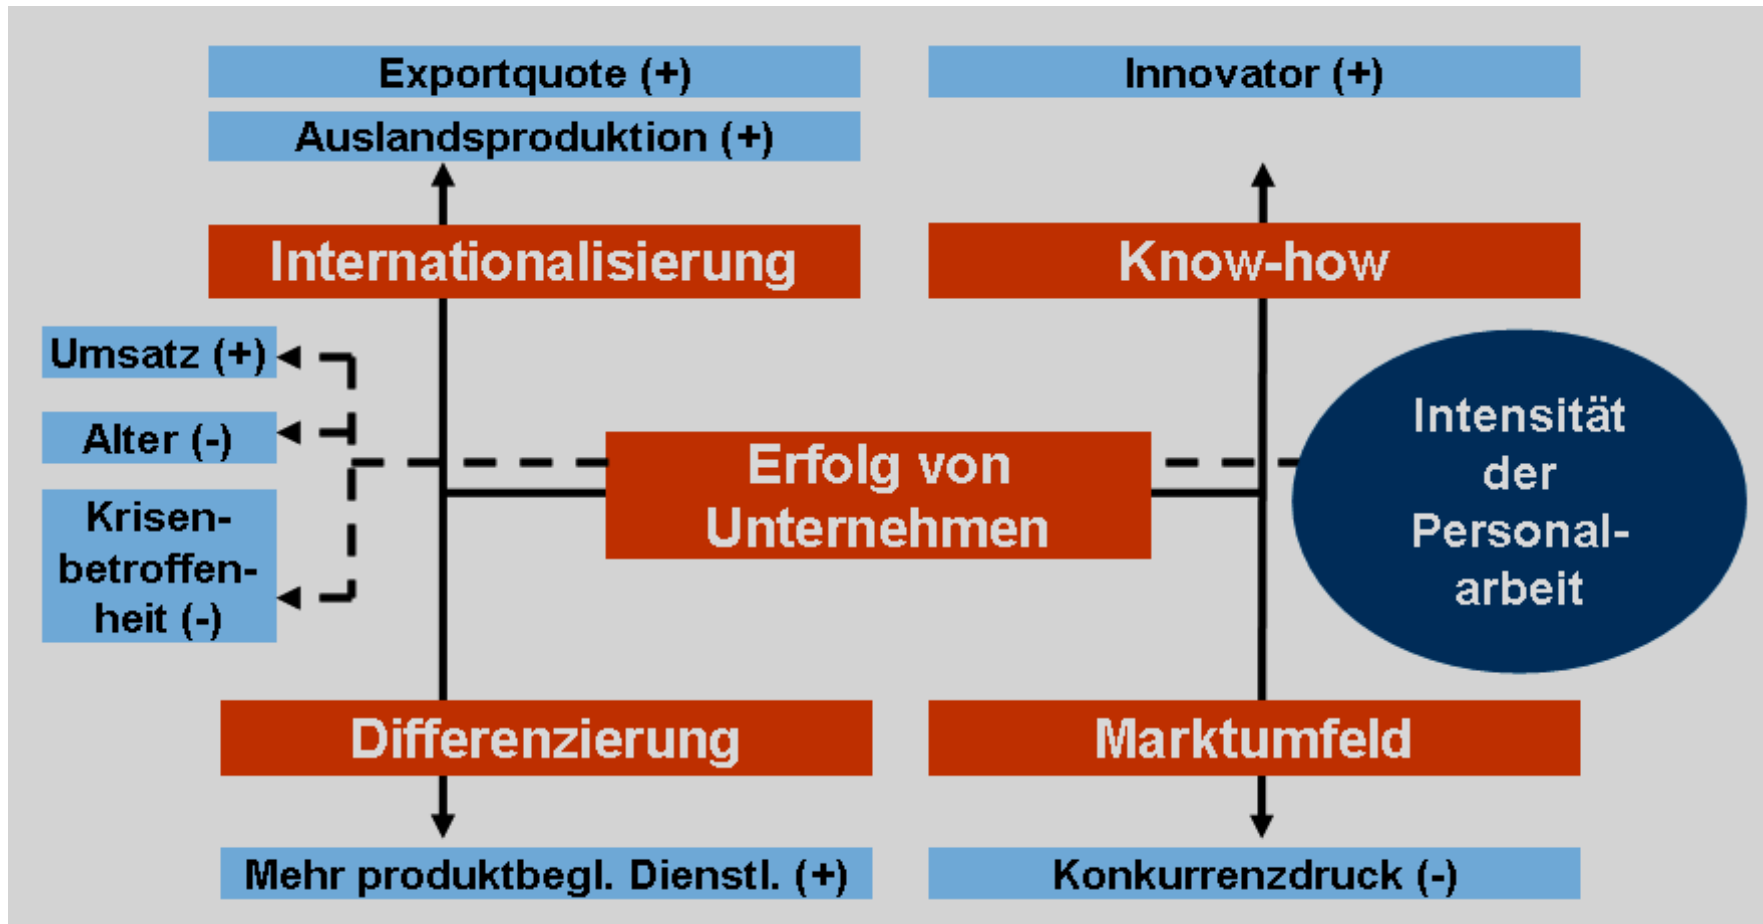 Exportquote (+)
Auslandsproduktion (+)
Innovator (+)
Internationalisierung
Know-how
Umsatz (+)
Alter (-)
Krisen-
betroffen-
heit (-)
Erfolg von
Unternehmen
Intensität
der
Personal-
arbeit
Differenzierung
Marktumfeld
Mehr produktbegl. Dienstl. (+)
Konkurrenzdruck (-)